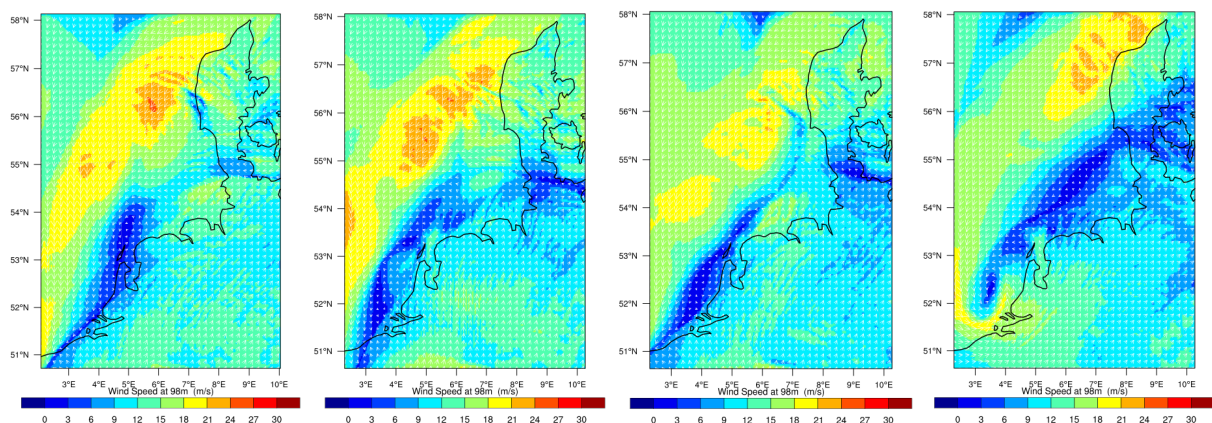 58°N 58°N 58°N 58°N
57°N 57°N 57°N 57°N
56°N 56°N 56°N 56°N
55°N 55°N 55°N 55°N
54°N 54°N 54°N 54°N
53°N 53°N 53°N 53°N
52°N 52°N 52°N 52°N
51°N 51°N 51°N 51°N
3°E 4°E 5°E 6°E 7°E 8°E 9°E 10°E 3°E 4°E 5°E 6°E 7°E 8°E 9°E 10°E 3°E 4°E 5°E 6°E 7°E 8°E 9°E 10°E 3°E 4°E 5°E 6°E 7°E 8°E 9°E 10°E
Wind Speed at 98m (m/s) Wind Speed at 98m (m/s) Wind Speed at 98m (m/s) Wind Speed at 98m (m/s)
0 3 6 9 12 15 18 21 24 27 30 0 3 6 9 12 15 18 21 24 27 30 0 3 6 9 12 15 18 21 24 27 30 0 3 6 9 12 15 18 21 24 27 30